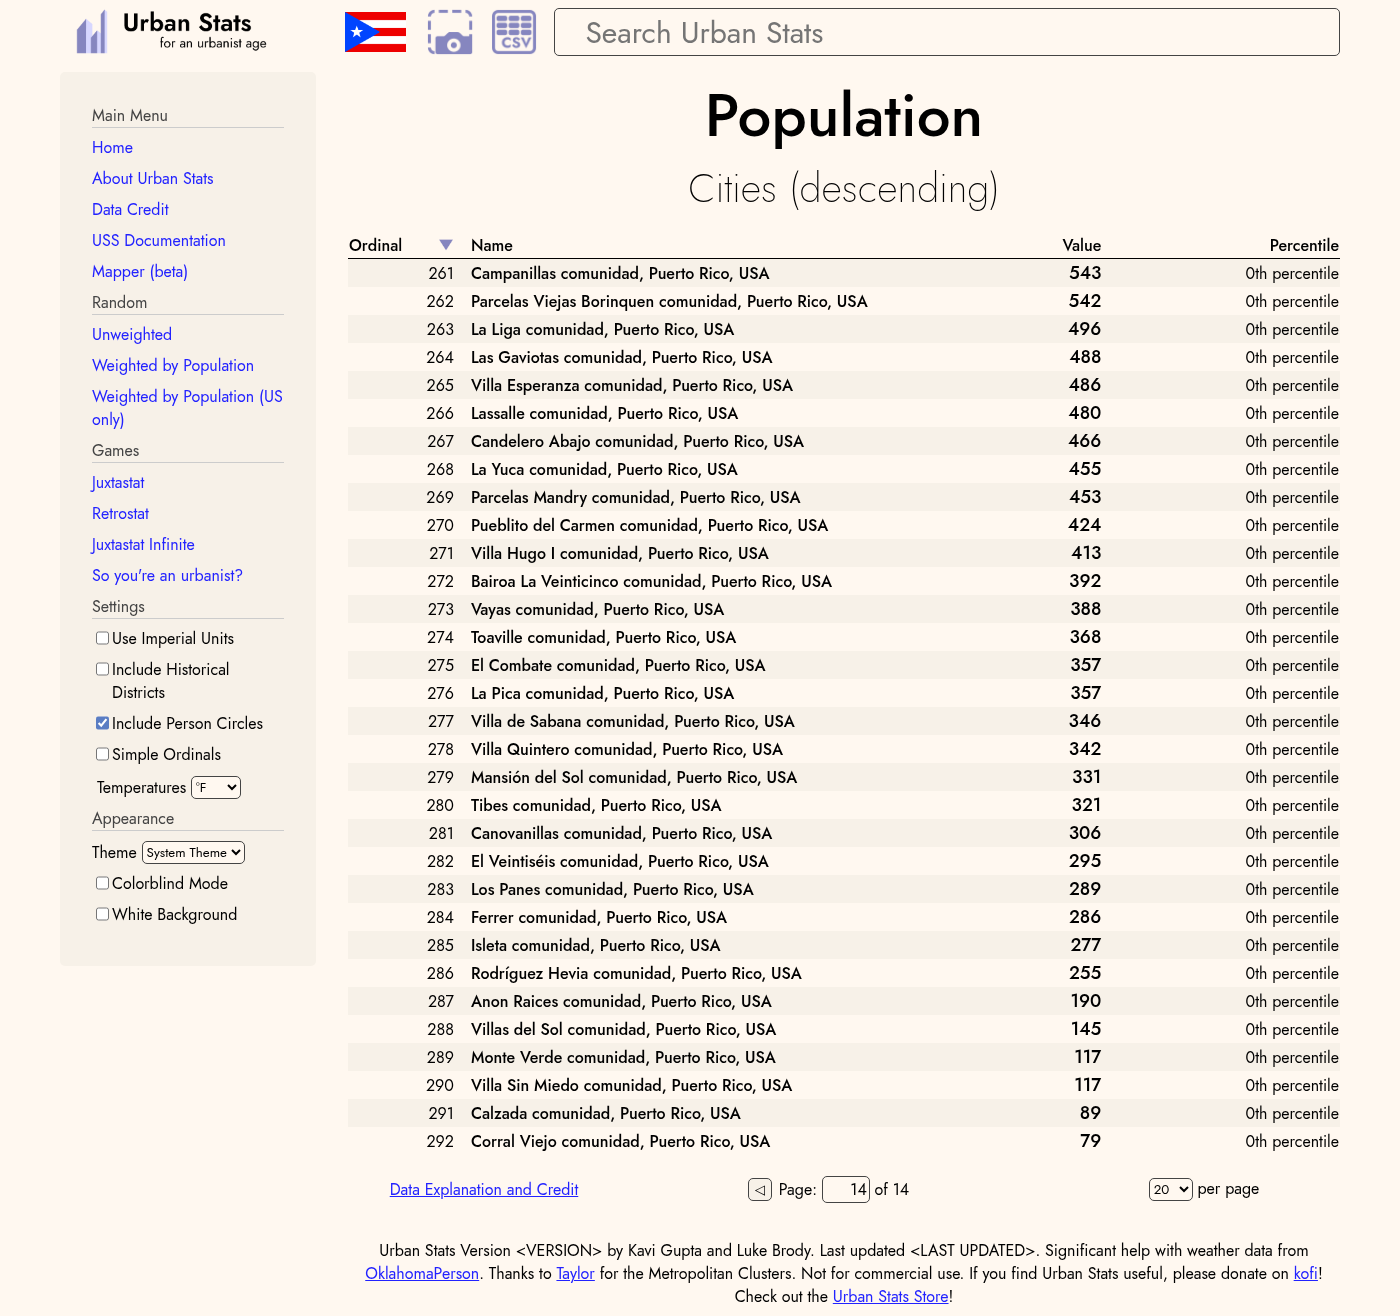 Urban Stats
for an urbanist age
CSV
Search Urban Stats
Main Menu
Home
About Urban Stats
Data Credit
USS Documentation
Mapper (beta)
Random
Unweighted
Weighted by Population
Weighted by Population (US
only)
Games
Juxtastat
Retrostat
Juxtastat Infinite
So you're an urbanist?
Settings
Use Imperial Units
Include Historical
Districts
Include Person Circles
Simple Ordinals
Temperatures °F
Appearance
Theme System Theme
Colorblind Mode
White Background
Population
Cities (descending)
Ordinal ▼ Name Value Percentile
261 Campanillas comunidad, Puerto Rico, USA 543 0th percentile
262 Parcelas Viejas Borinquen comunidad, Puerto Rico, USA 542 0th percentile
263 La Liga comunidad, Puerto Rico, USA 496 0th percentile
264 Las Gaviotas comunidad, Puerto Rico, USA 488 0th percentile
265 Villa Esperanza comunidad, Puerto Rico, USA 486 0th percentile
266 Lassalle comunidad, Puerto Rico, USA 480 0th percentile
267 Candelero Abajo comunidad, Puerto Rico, USA 466 0th percentile
268 La Yuca comunidad, Puerto Rico, USA 455 0th percentile
269 Parcelas Mandry comunidad, Puerto Rico, USA 453 0th percentile
270 Pueblito del Carmen comunidad, Puerto Rico, USA 424 0th percentile
271 Villa Hugo I comunidad, Puerto Rico, USA 413 0th percentile
272 Bairoa La Veinticinco comunidad, Puerto Rico, USA 392 0th percentile
273 Vayas comunidad, Puerto Rico, USA 388 0th percentile
274 Toaville comunidad, Puerto Rico, USA 368 0th percentile
275 El Combate comunidad, Puerto Rico, USA 357 0th percentile
276 La Pica comunidad, Puerto Rico, USA 357 0th percentile
277 Villa de Sabana comunidad, Puerto Rico, USA 346 0th percentile
278 Villa Quintero comunidad, Puerto Rico, USA 342 0th percentile
279 Mansión del Sol comunidad, Puerto Rico, USA 331 0th percentile
280 Tibes comunidad, Puerto Rico, USA 321 0th percentile
281 Canovanillas comunidad, Puerto Rico, USA 306 0th percentile
282 El Veintiséis comunidad, Puerto Rico, USA 295 0th percentile
283 Los Panes comunidad, Puerto Rico, USA 289 0th percentile
284 Ferrer comunidad, Puerto Rico, USA 286 0th percentile
285 Isleta comunidad, Puerto Rico, USA 277 0th percentile
286 Rodríguez Hevia comunidad, Puerto Rico, USA 255 0th percentile
287 Anon Raices comunidad, Puerto Rico, USA 190 0th percentile
288 Villas del Sol comunidad, Puerto Rico, USA 145 0th percentile
289 Monte Verde comunidad, Puerto Rico, USA 117 0th percentile
290 Villa Sin Miedo comunidad, Puerto Rico, USA 117 0th percentile
291 Calzada comunidad, Puerto Rico, USA 89 0th percentile
292 Corral Viejo comunidad, Puerto Rico, USA 79 0th percentile
Data Explanation and Credit ◁ Page: 14 of 14 20 per page
Urban Stats Version <VERSION> by Kavi Gupta and Luke Brody. Last updated <LAST UPDATED>. Significant help with weather data from
OklahomaPerson. Thanks to Taylor for the Metropolitan Clusters. Not for commercial use. If you find Urban Stats useful, please donate on kofi!
Check out the Urban Stats Store!